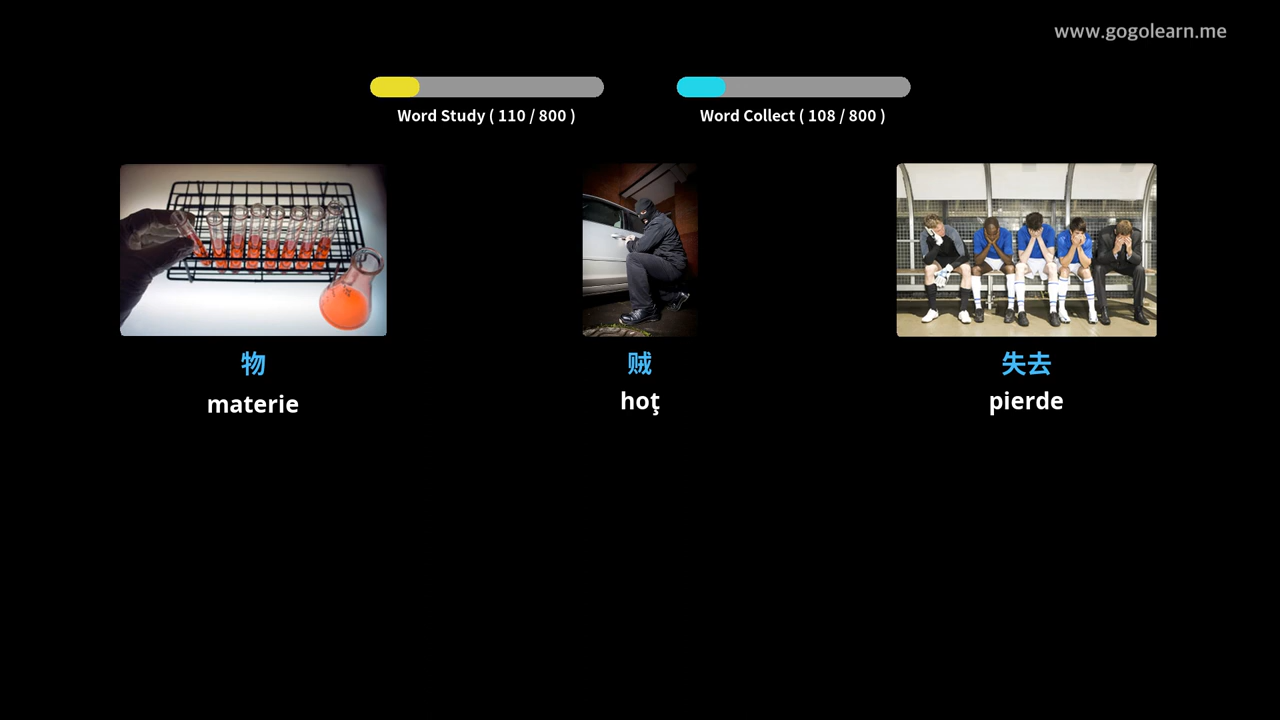 www.gogolearn.me
Word Study ( 110 / 800 )
Word Collect ( 108 / 800 )
物
贼
失去
materie
hoţ
pierde